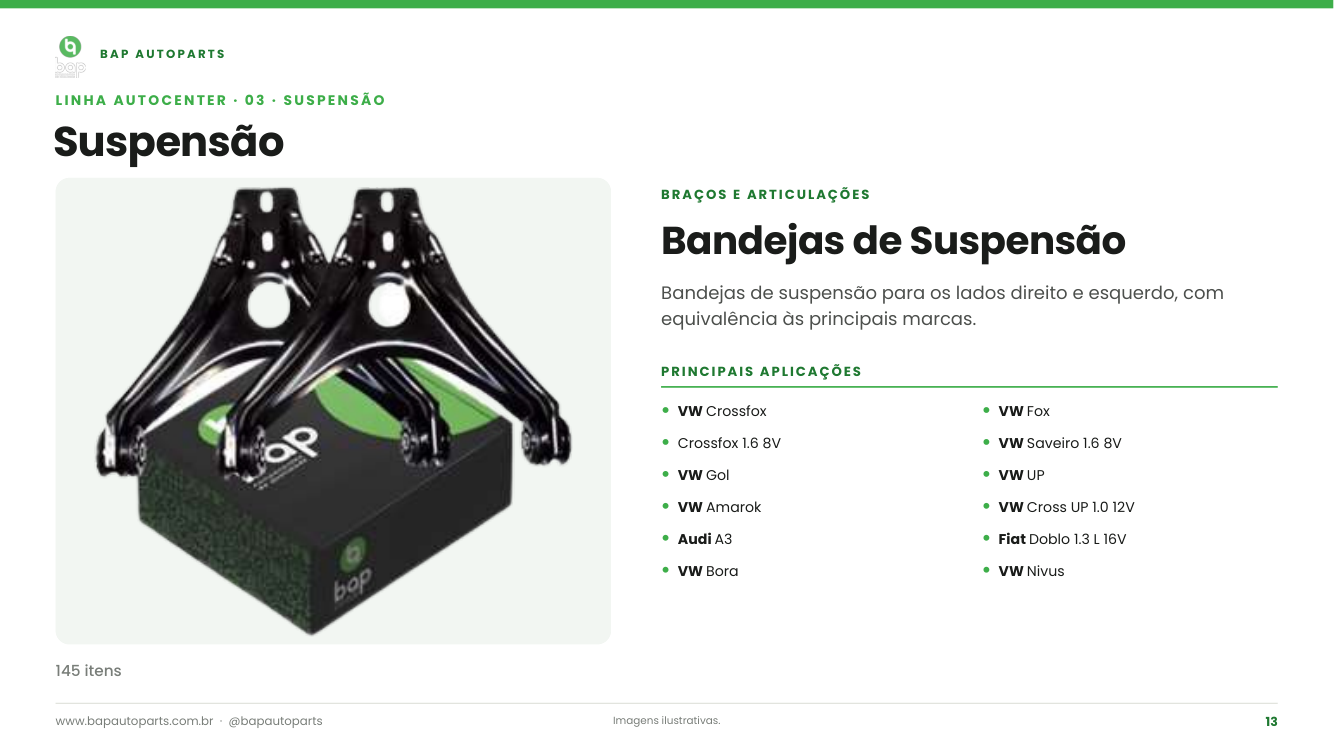 bap
BAP AUTOPARTS
LINHA AUTOCENTER · 03 · SUSPENSÃO
Suspensão
bap
BRAÇOS E ARTICULAÇÕES
Bandejas de Suspensão
Bandejas de suspensão para os lados direito e esquerdo, com
equivalência às principais marcas.
PRINCIPAIS APLICAÇÕES
• VW Crossfox
• Crossfox 1.6 8V
• VW Gol
• VW Amarok
• Audi A3
• VW Bora
• VW Fox
• VW Saveiro 1.6 8V
• VW UP
• VW Cross UP 1.0 12V
• Fiat Doblo 1.3 L 16V
• VW Nivus
145 itens
www.bapautoparts.com.br · @bapautoparts
Imagens ilustrativas.
13